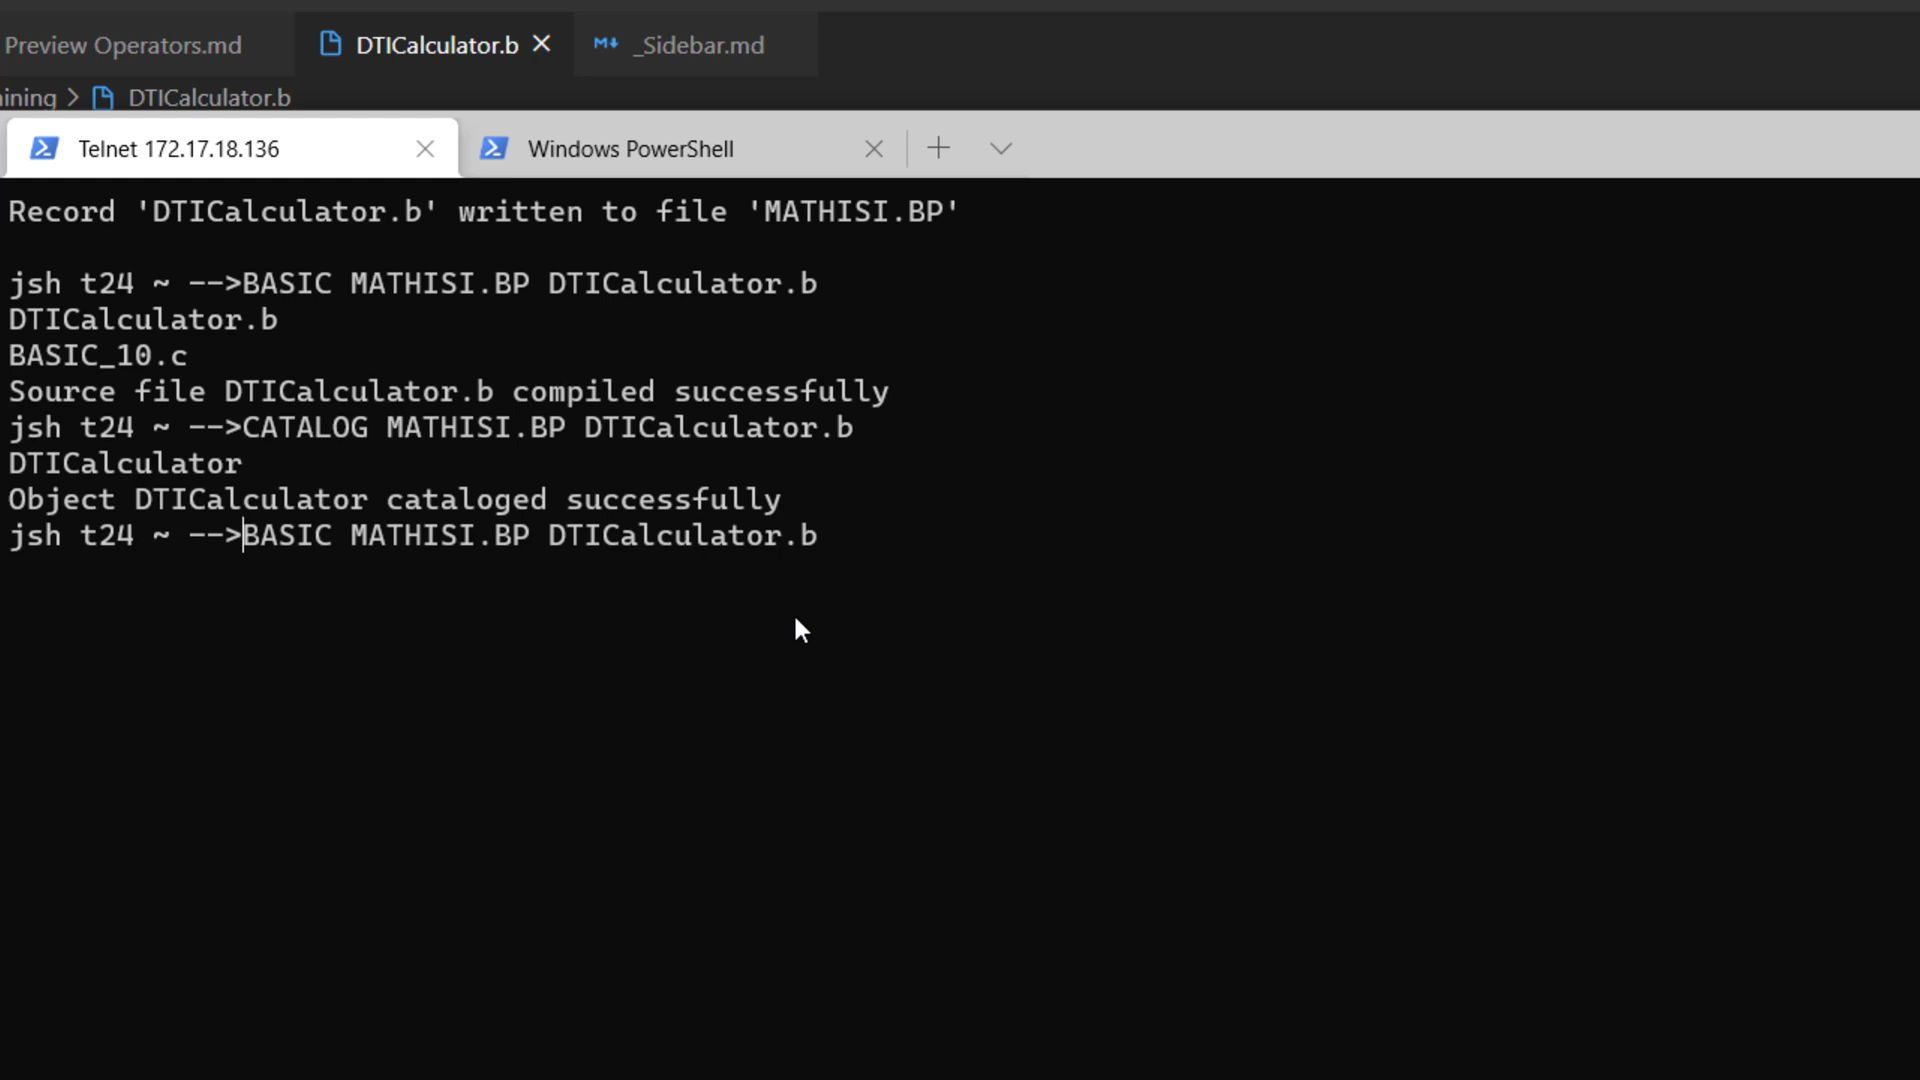 Preview Operators.md
DTICalculator.b
_Sidebar.md
ining > DTICalculator.b
Telnet 172.17.18.136
Windows PowerShell
Record 'DTICalculator.b' written to file 'MATHISI.BP'
jsh t24 ~ -->BASIC MATHISI.BP DTICalculator.b
DTICalculator.b
BASIC_10.c
Source file DTICalculator.b compiled successfully
jsh t24 ~ -->CATALOG MATHISI.BP DTICalculator.b
DTICalculator
Object DTICalculator cataloged successfully
jsh t24 ~ -->BASIC MATHISI.BP DTICalculator.b